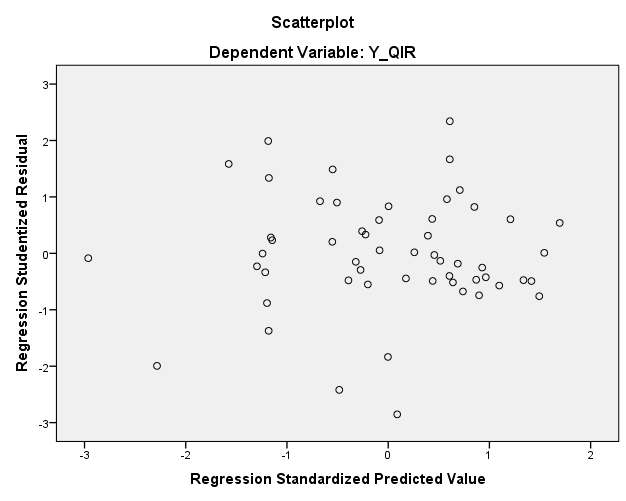 Scatterplot
Dependent Variable: Y_QIR
Regression Studentized Residual
3
2
1
0
-1
-2
-3
-3 -2 -1 0 1 2
Regression Standardized Predicted Value